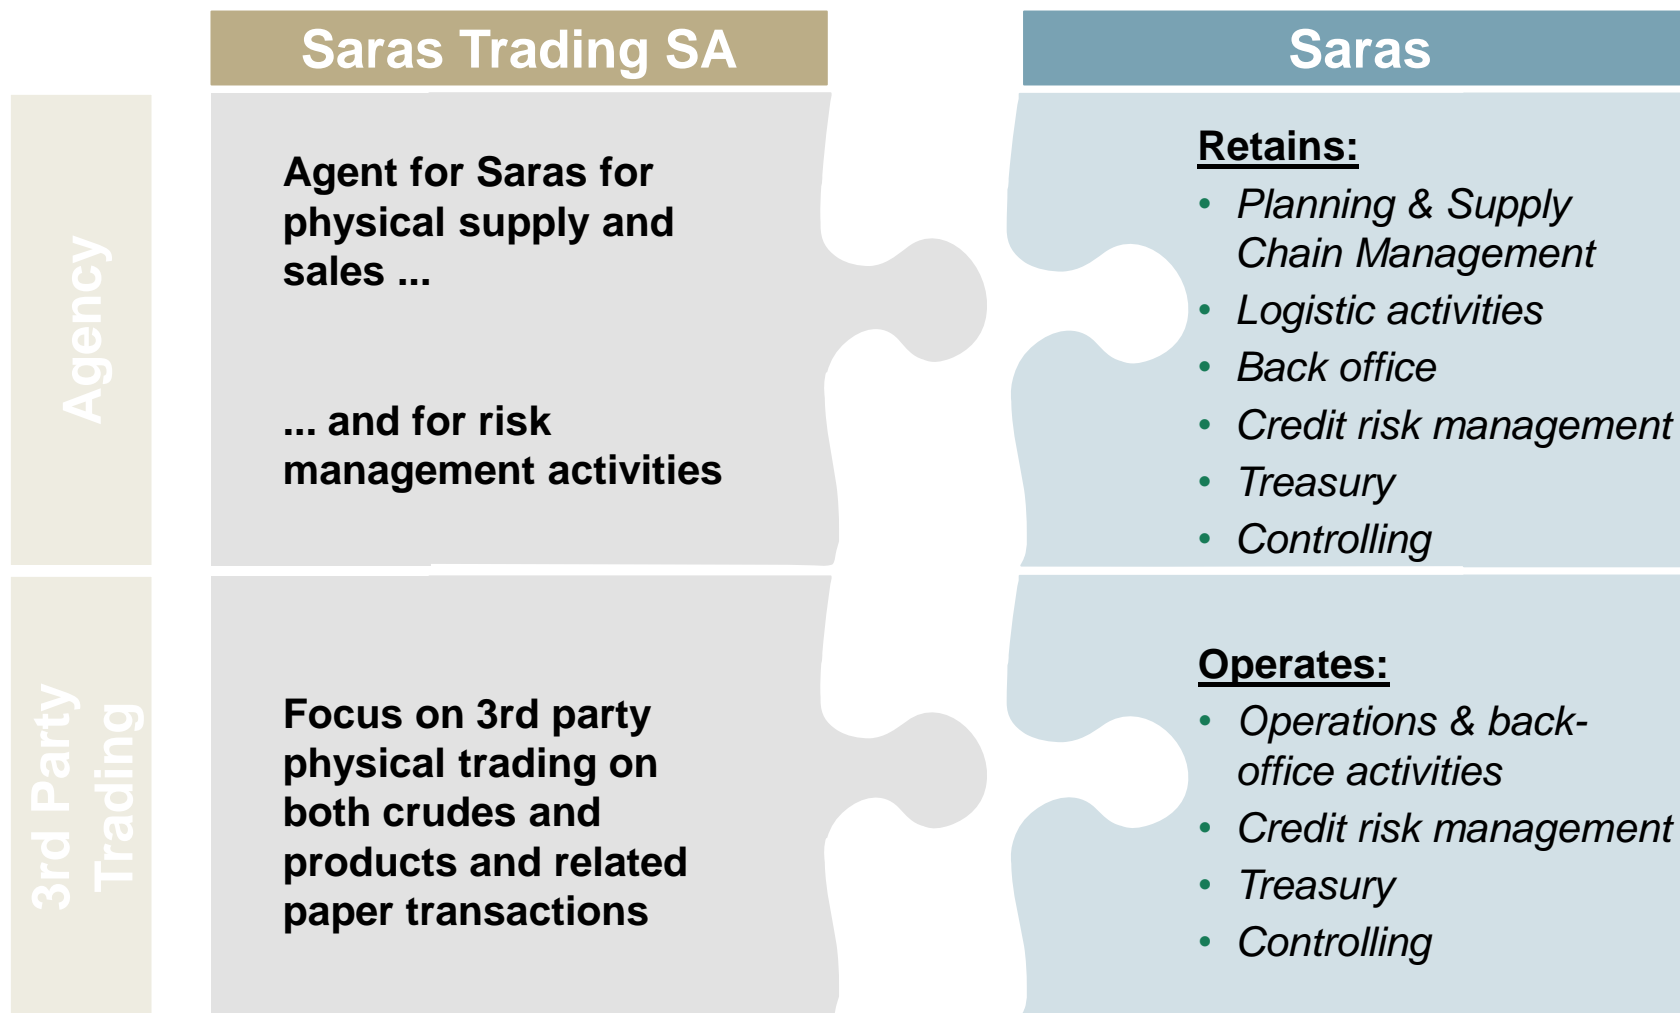 Saras Trading SA
Saras
Agency
Agent for Saras for
physical supply and
sales ...
... and for risk
management activities
Retains:
• Planning & Supply
Chain Management
• Logistic activities
• Back office
• Credit risk management
• Treasury
• Controlling
3rd Party
Trading
Focus on 3rd party
physical trading on
both crudes and
products and related
paper transactions
Operates:
• Operations & back-
office activities
• Credit risk management
• Treasury
• Controlling